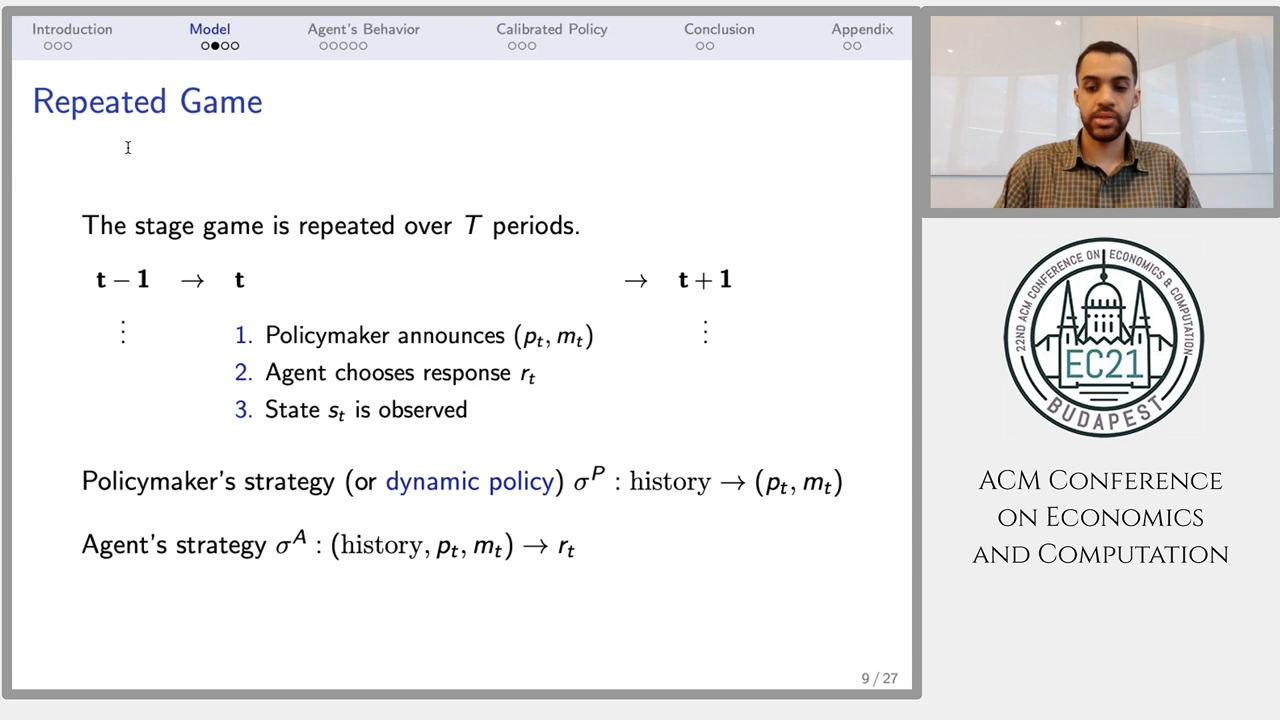 Introduction Model Agent's Behavior Calibrated Policy Conclusion Appendix
Repeated Game
The stage game is repeated over T periods.
t − 1 → t → t + 1
⋮ 1. Policymaker announces (pₜ, mₜ) ⋮
2. Agent chooses response rₜ
3. State sₜ is observed
Policymaker's strategy (or dynamic policy) σᴾ : history → (pₜ, mₜ)
Agent's strategy σᴬ : (history, pₜ, mₜ) → rₜ
9 / 27
22ND ACM CONFERENCE ON ECONOMICS & COMPUTATION
EC21
BUDAPEST
ACM CONFERENCE
ON ECONOMICS
AND COMPUTATION